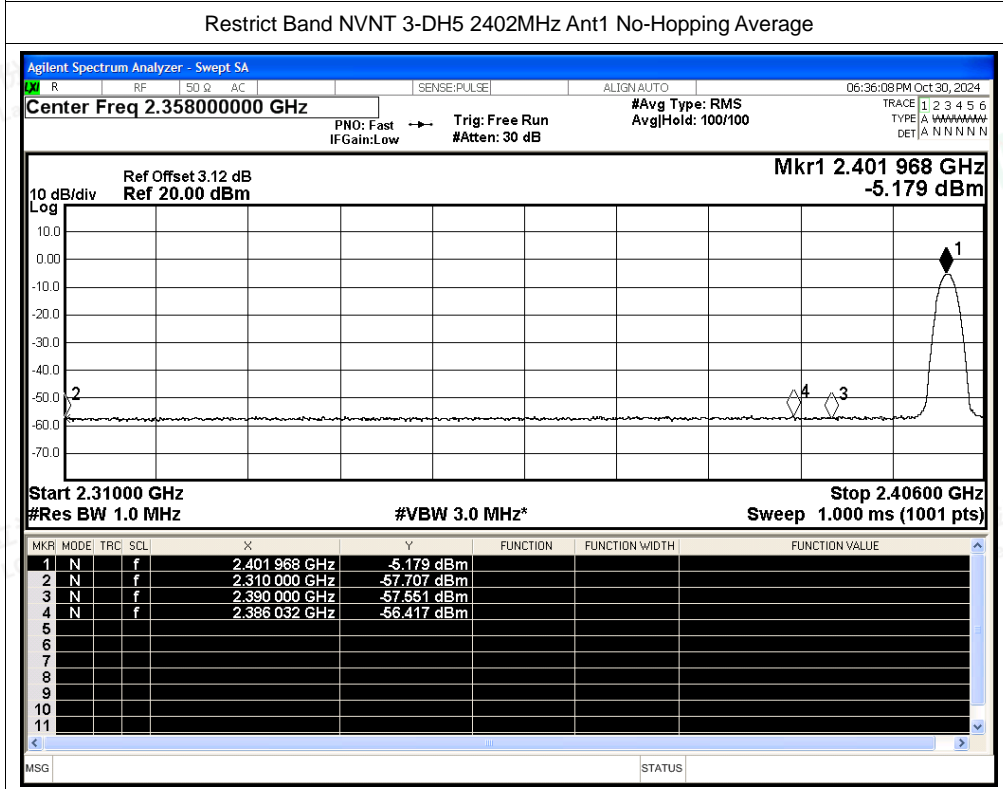 Restrict Band NVNT 3-DH5 2402MHz Ant1 No-Hopping Average
Agilent Spectrum Analyzer - Swept SA
LXI R RF 50 Ω AC SENSE:PULSE ALIGN AUTO 06:36:08 PM Oct 30, 2024
Center Freq 2.358000000 GHz #Avg Type: RMS TRACE 1 2 3 4 5 6
PNO: Fast Trig: Free Run Avg|Hold: 100/100 TYPE A WWWWW
IFGain:Low #Atten: 30 dB DET A N N N N N
Mkr1 2.401 968 GHz
Ref Offset 3.12 dB
10 dB/div Ref 20.00 dBm -5.179 dBm
Log
10.0
0.00
-10.0
-20.0
-30.0
-40.0
-50.0
-60.0
-70.0
1
2
4
3
Start 2.31000 GHz Stop 2.40600 GHz
#Res BW 1.0 MHz #VBW 3.0 MHz* Sweep 1.000 ms (1001 pts)
MKR MODE TRC SCL X Y FUNCTION FUNCTION WIDTH FUNCTION VALUE
1 N f 2.401 968 GHz -5.179 dBm
2 N f 2.310 000 GHz -57.707 dBm
3 N f 2.390 000 GHz -57.551 dBm
4 N f 2.386 032 GHz -56.417 dBm
5
6
7
8
9
10
11
MSG STATUS